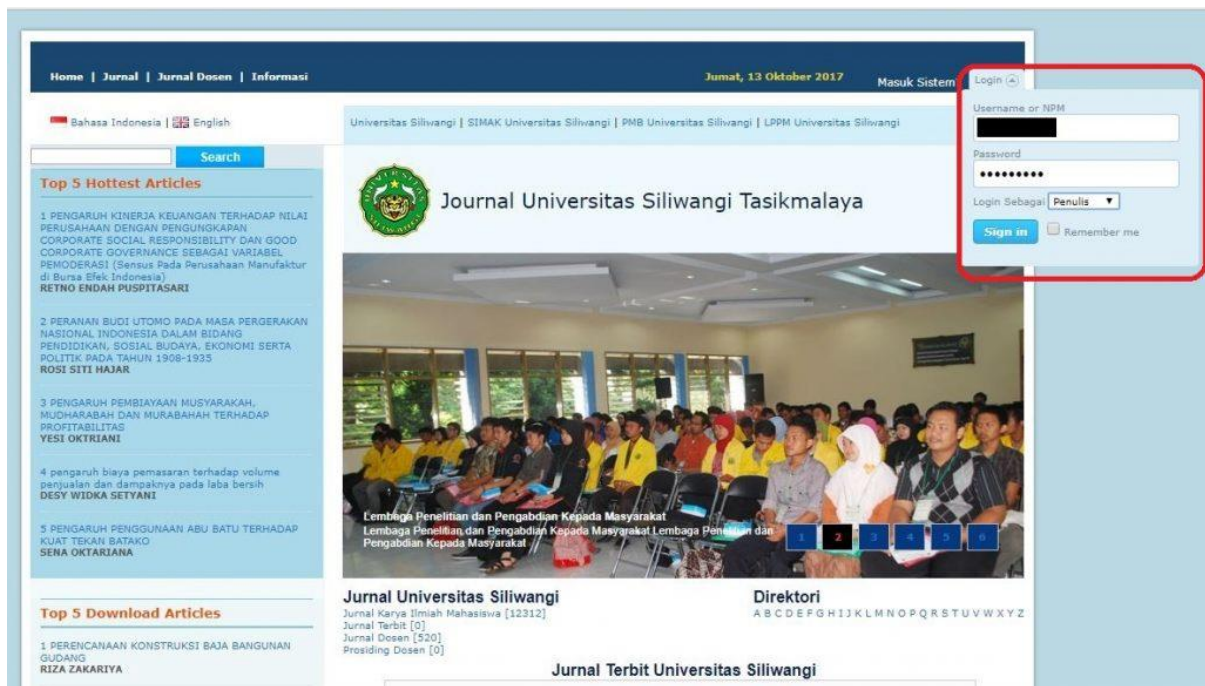 Home | Jurnal | Jurnal Dosen | Informasi
Jumat, 13 Oktober 2017
Masuk Sistem
Login
Username or NPM
Password
•••••••••
Login Sebagai Penulis
Sign in
Remember me
Bahasa Indonesia | English
Universitas Siliwangi | SIMAK Universitas Siliwangi | PMB Universitas Siliwangi | LPPM Universitas Siliwangi
Search
Journal Universitas Siliwangi Tasikmalaya
Top 5 Hottest Articles
1 PENGARUH KINERJA KEUANGAN TERHADAP NILAI
PERUSAHAAN DENGAN PENGUNGKAPAN
CORPORATE SOCIAL RESPONSIBILITY DAN GOOD
CORPORATE GOVERNANCE SEBAGAI VARIABEL
PEMODERASI (Sensus Pada Perusahaan Manufaktur
di Bursa Efek Indonesia)
RETNO ENDAH PUSPITASARI
2 PERANAN BUDI UTOMO PADA MASA PERGERAKAN
NASIONAL INDONESIA DALAM BIDANG
PENDIDIKAN, SOSIAL BUDAYA, EKONOMI SERTA
POLITIK PADA TAHUN 1908-1935
ROSI SITI HAJAR
3 PENGARUH PEMBIAYAAN MUSYARAKAH,
MUDHARABAH DAN MURABAHAH TERHADAP
PROFITABILITAS
YESI OKTRIANI
4 pengaruh biaya pemasaran terhadap volume
penjualan dan dampaknya pada laba bersih
DESY WIDKA SETYANI
5 PENGARUH PENGGUNAAN ABU BATU TERHADAP
KUAT TEKAN BATAKO
SENA OKTARIANA
Top 5 Download Articles
1 PERENCANAAN KONSTRUKSI BAJA BANGUNAN
GUDANG
RIZA ZAKARIYA
Lembaga Penelitian dan Pengabdian Kepada Masyarakat
Lembaga Penelitian dan Pengabdian Kepada Masyarakat Lembaga Penelitian dan
Pengabdian Kepada Masyarakat
1 2 3 4 5 6
Jurnal Universitas Siliwangi
Jurnal Karya Ilmiah Mahasiswa [12312]
Jurnal Terbit [0]
Jurnal Dosen [520]
Prosiding Dosen [0]
Direktori
A B C D E F G H I J K L M N O P Q R S T U V W X Y Z
Jurnal Terbit Universitas Siliwangi